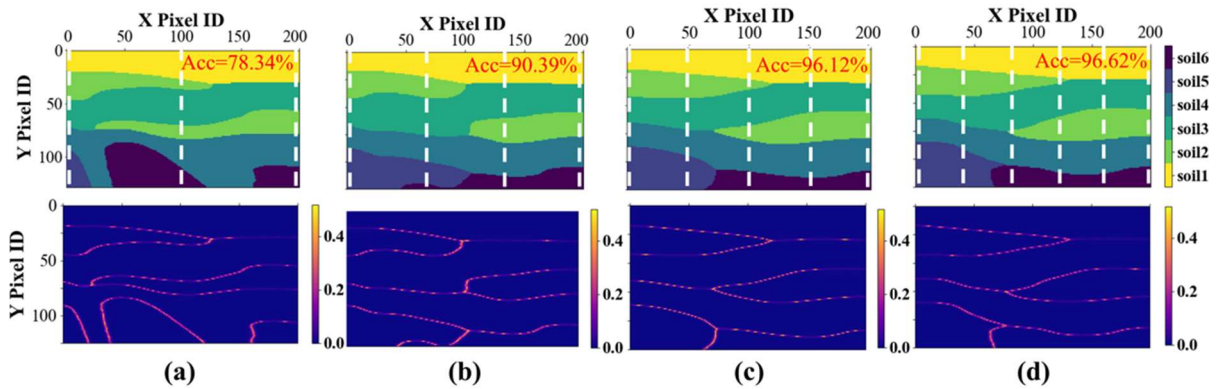 X Pixel ID
X Pixel ID
X Pixel ID
X Pixel ID
0 50 100 150 200
0 50 100 150 200
0 50 100 150 200
0 50 100 150 200
Y Pixel ID
0
50
100
Acc=78.34%
Acc=90.39%
Acc=96.12%
Acc=96.62%
soil6
soil5
soil4
soil3
soil2
soil1
Y Pixel ID
0
25
50
75
100
0.4
0.2
0.0
0.4
0.2
0.0
0.4
0.2
0.0
0.4
0.2
0.0
(a) (b) (c) (d)